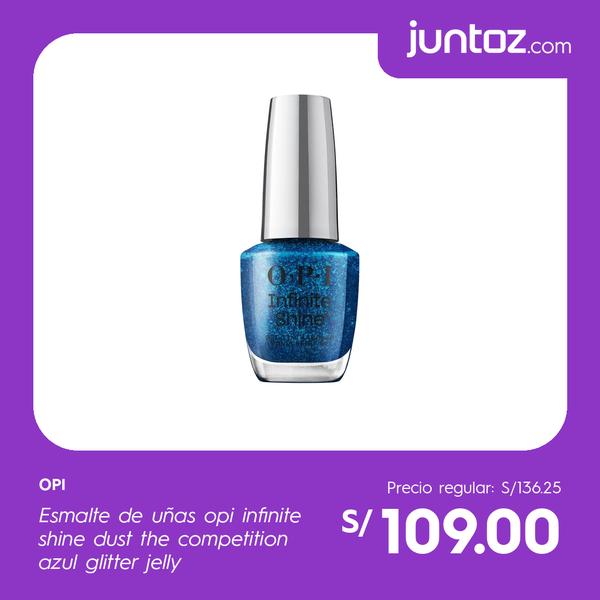 juntoz.com
O·P·I
Infinite
Shine
OPI
Esmalte de uñas opi infinite
shine dust the competition
azul glitter jelly
Precio regular: S/136.25
S/109.00